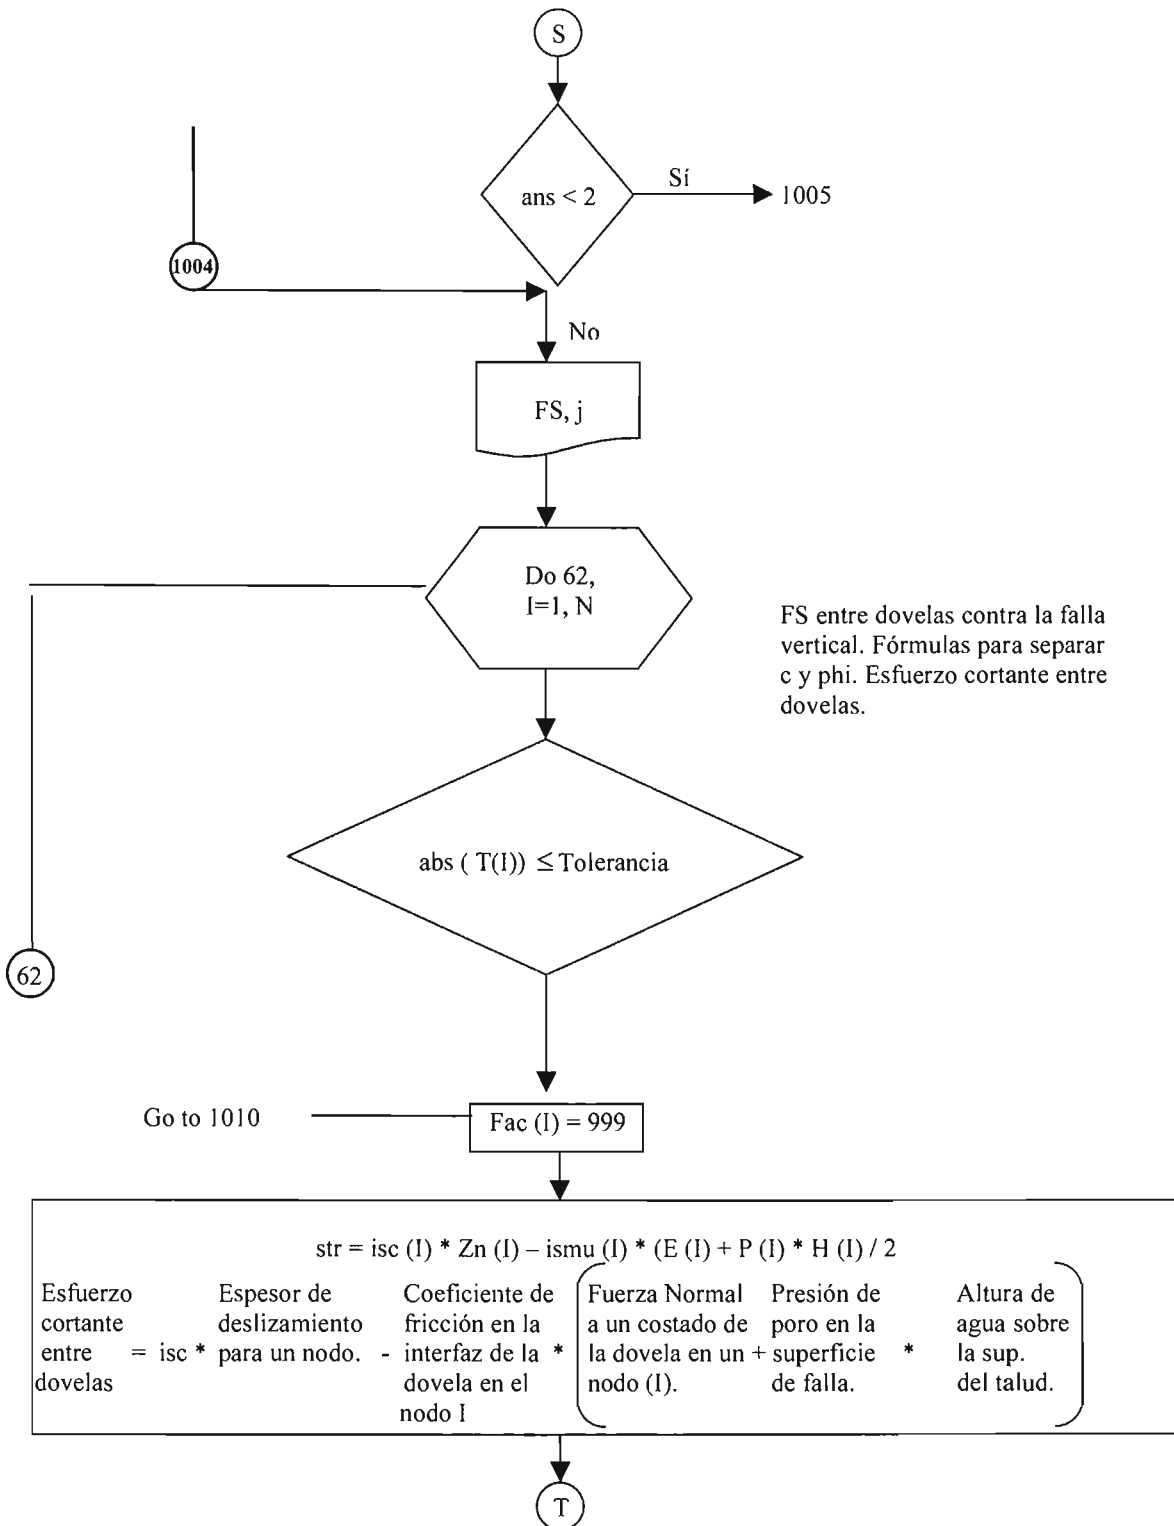 S
ans < 2
Sí
1005
1004
No
FS, j
Do 62,
I=1, N
FS entre dovelas contra la falla
vertical. Fórmulas para separar
c y phi. Esfuerzo cortante entre
dovelas.
abs ( T(I)) ≤ Tolerancia
62
Go to 1010
Fac (I) = 999
str = isc (I) * Zn (I) – ismu (I) * (E (I) + P (I) * H (I) / 2
Esfuerzo cortante entre dovelas
= isc *
Espesor de deslizamiento para un nodo.
-
Coeficiente de fricción en la interfaz de la dovela en el nodo I
*
Fuerza Normal a un costado de la dovela en un nodo (I).
+
Presión de poro en la superficie de falla.
*
Altura de agua sobre la sup. del talud.
T